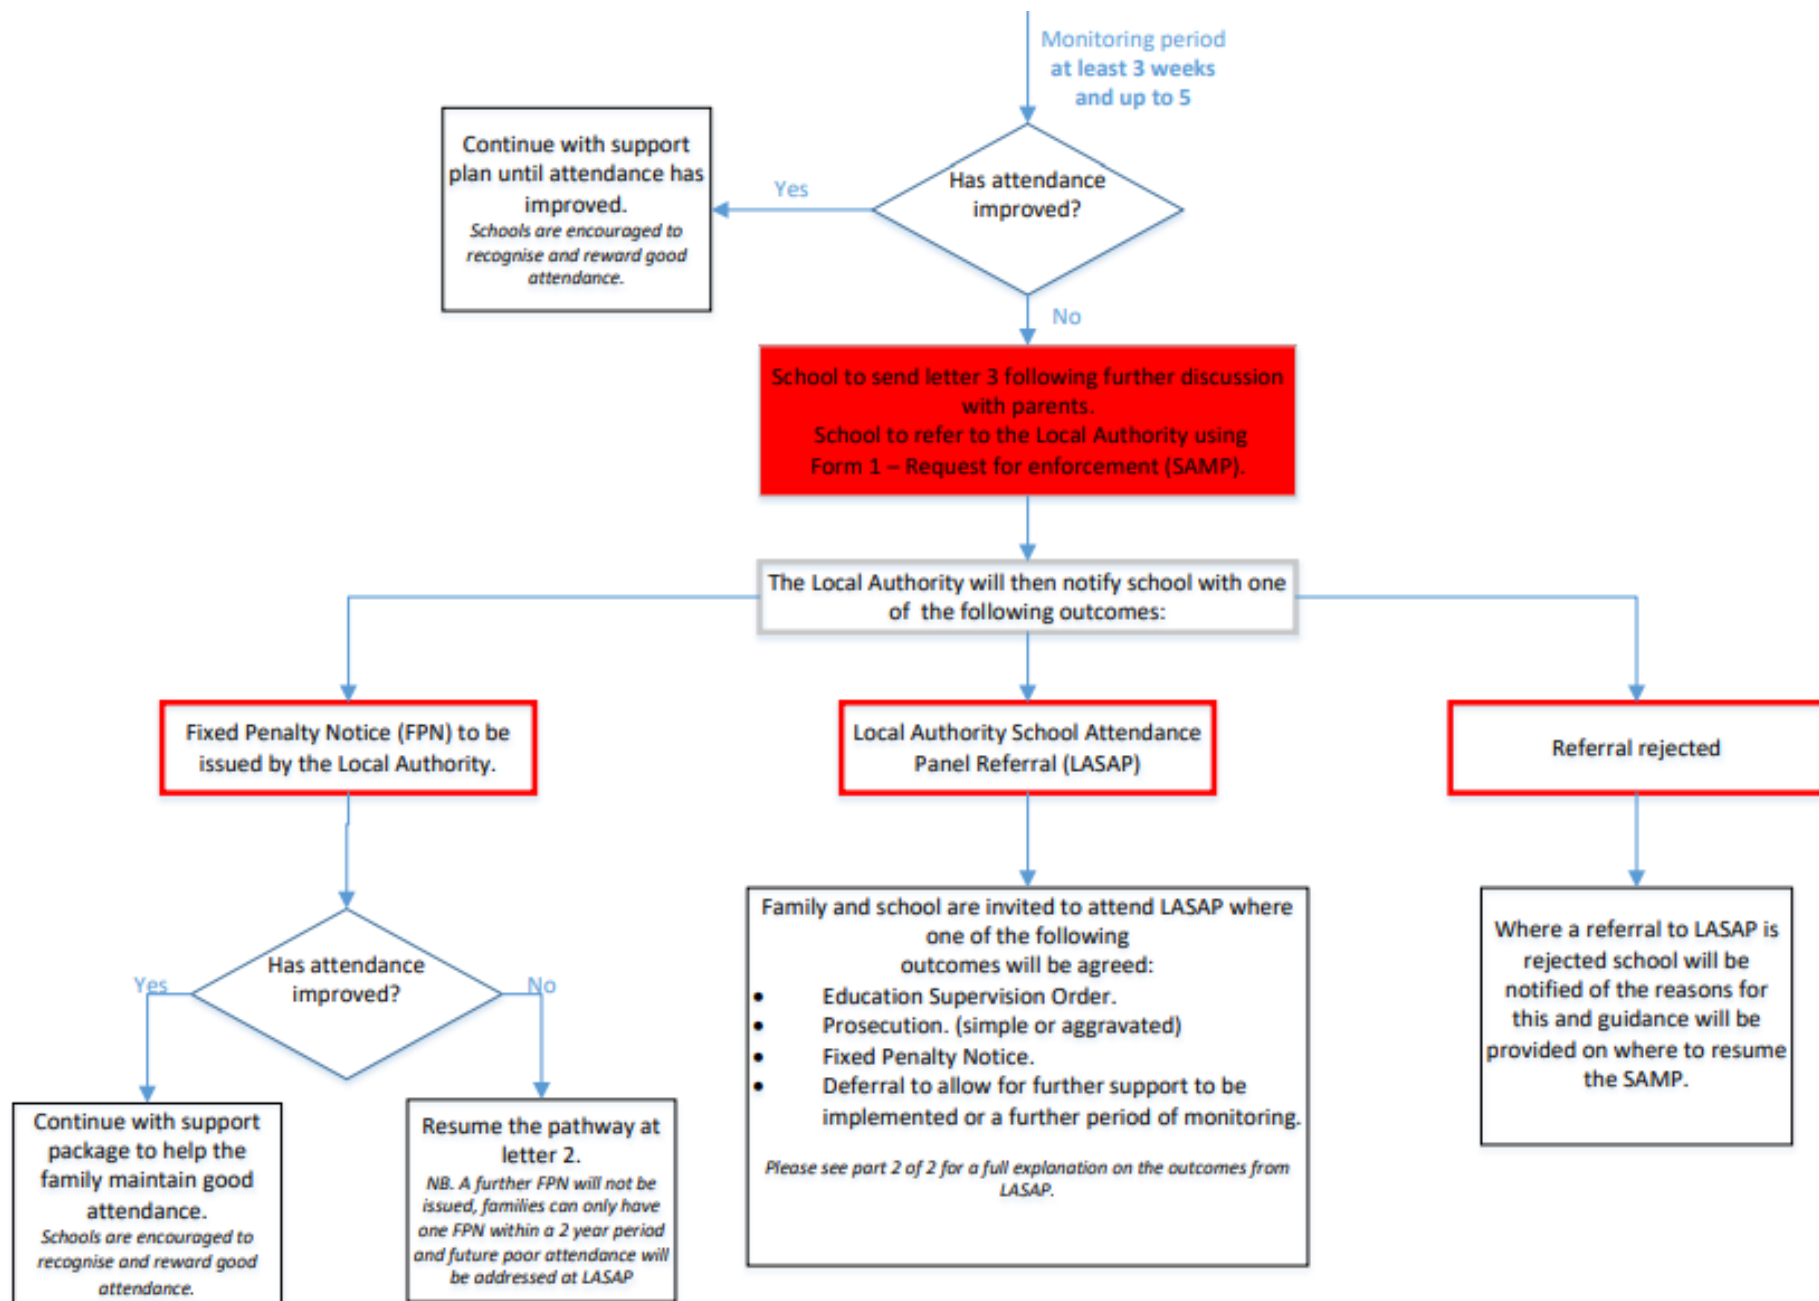 Monitoring period
at least 3 weeks
and up to 5
Continue with support
plan until attendance has
improved.
Schools are encouraged to
recognise and reward good
attendance.
Yes
Has attendance
improved?
No
School to send letter 3 following further discussion
with parents.
School to refer to the Local Authority using
Form 1 – Request for enforcement (SAMP).
The Local Authority will then notify school with one
of the following outcomes:
Fixed Penalty Notice (FPN) to be
issued by the Local Authority.
Local Authority School Attendance
Panel Referral (LASAP)
Referral rejected
Has attendance
improved?
Yes
No
Continue with support
package to help the
family maintain good
attendance.
Schools are encouraged to
recognise and reward good
attendance.
Resume the pathway at
letter 2.
NB. A further FPN will not be
issued, families can only have
one FPN within a 2 year period
and future poor attendance will
be addressed at LASAP
Family and school are invited to attend LASAP where
one of the following
outcomes will be agreed:
• Education Supervision Order.
• Prosecution. (simple or aggravated)
• Fixed Penalty Notice.
• Deferral to allow for further support to be
implemented or a further period of monitoring.
Please see part 2 of 2 for a full explanation on the outcomes from
LASAP.
Where a referral to LASAP is
rejected school will be
notified of the reasons for
this and guidance will be
provided on where to resume
the SAMP.